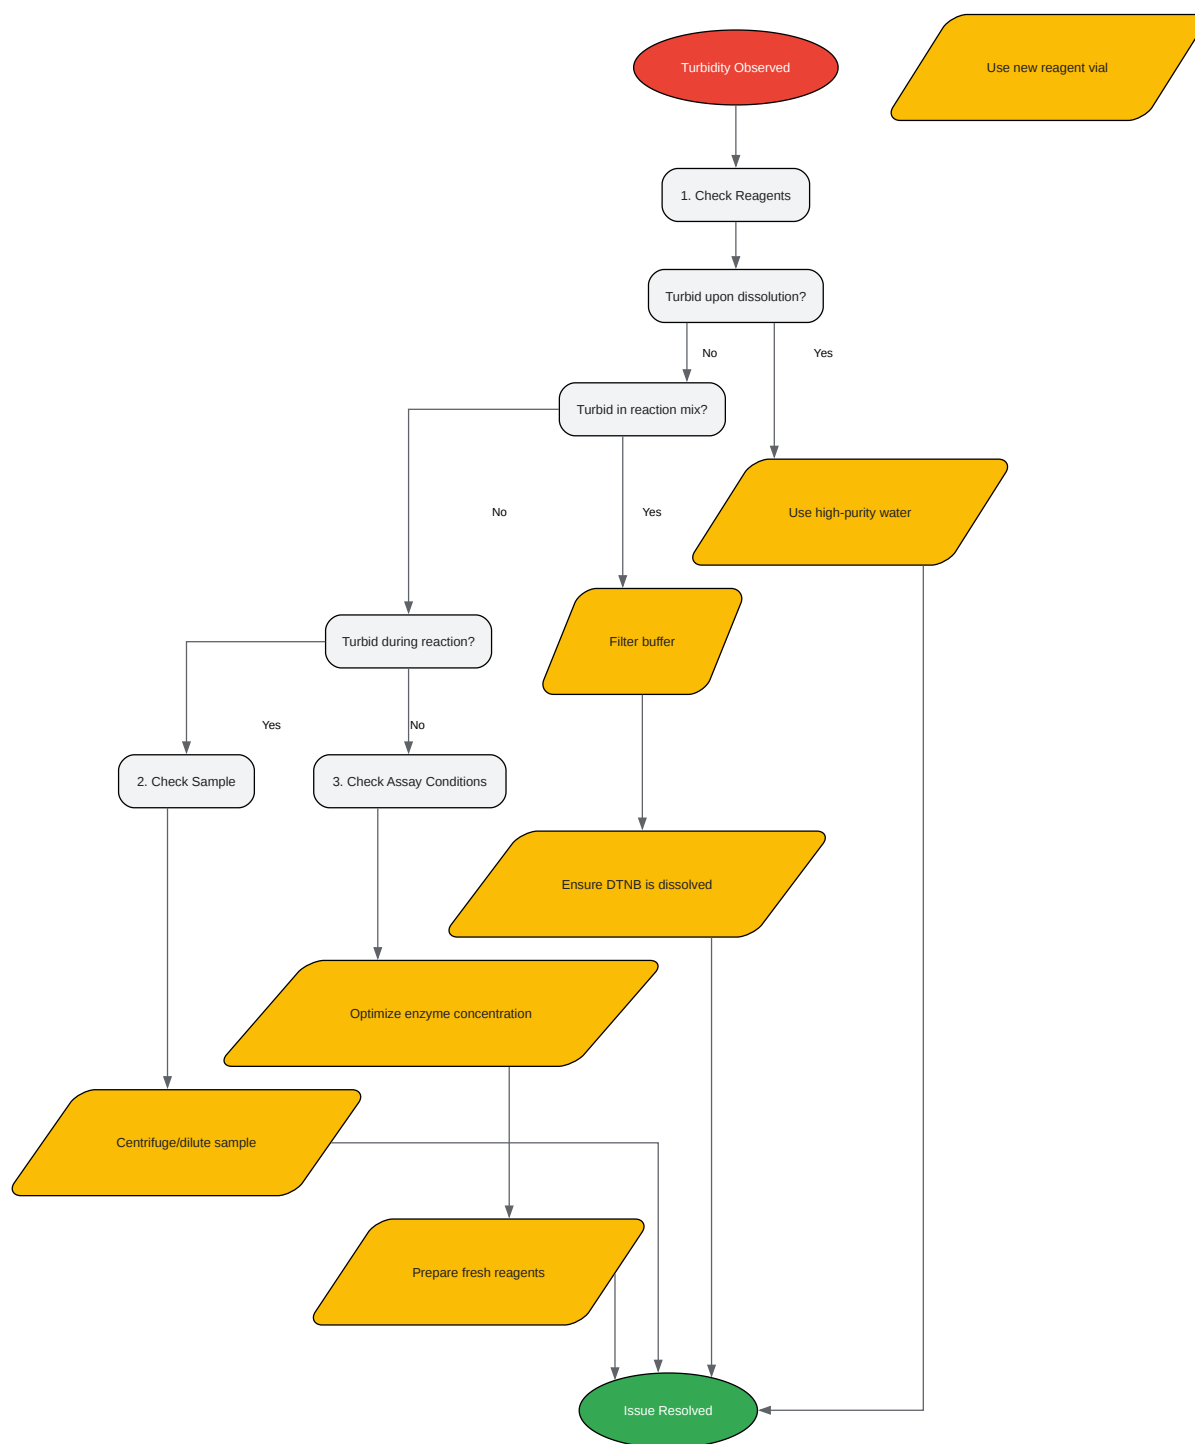 Turbidity Observed
Use new reagent vial
1. Check Reagents
Turbid upon dissolution?
No
Yes
Turbid in reaction mix?
No
Yes
Use high-purity water
Turbid during reaction?
Filter buffer
Yes
No
2. Check Sample
3. Check Assay Conditions
Ensure DTNB is dissolved
Optimize enzyme concentration
Centrifuge/dilute sample
Prepare fresh reagents
Issue Resolved